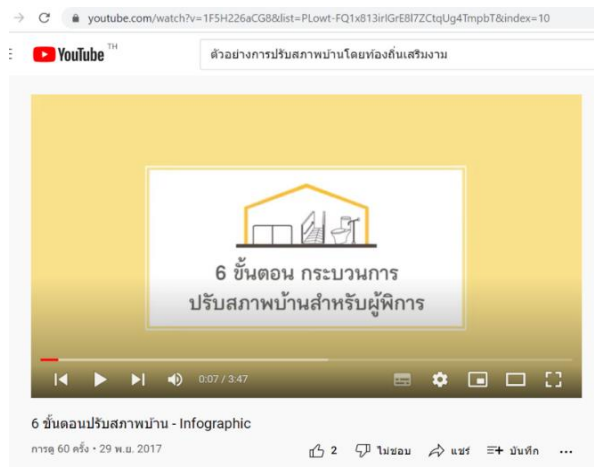 youtube.com/watch?v=1F5H226aCG8&list=PLowt-FQ1x813irIGrE8l7ZCtqUg4TmpbT&index=10
YouTube TH
ตัวอย่างการปรับสภาพบ้านโดยท้องถิ่นเสริมงาม
6 ขั้นตอน กระบวนการ
ปรับสภาพบ้านสำหรับผู้พิการ
0:07 / 3:47
6 ขั้นตอนปรับสภาพบ้าน - Infographic
การดู 60 ครั้ง • 29 พ.ย. 2017
2 ไม่ชอบ แชร์ บันทึก ...